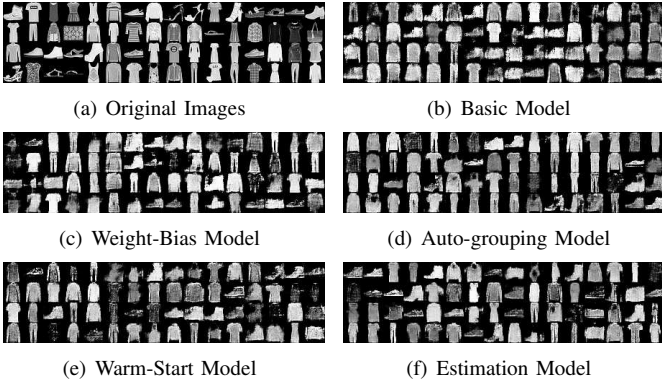 (a) Original Images
(b) Basic Model
(c) Weight-Bias Model
(d) Auto-grouping Model
(e) Warm-Start Model
(f) Estimation Model